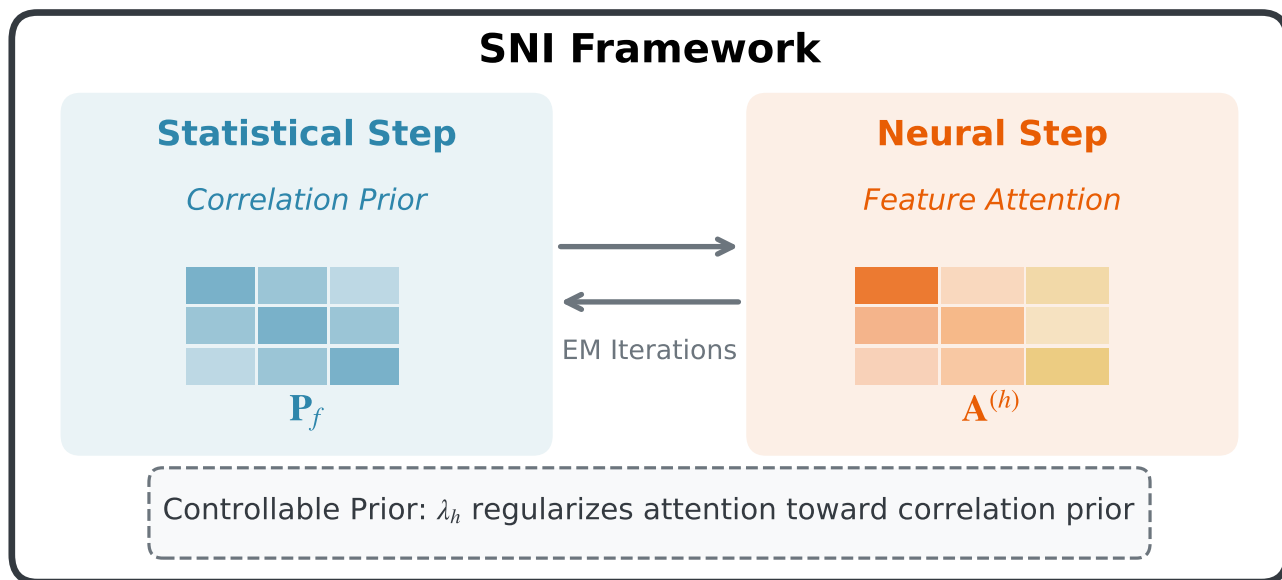 SNI Framework
Statistical Step
Neural Step
Correlation Prior
Feature Attention
EM Iterations
P_f
A^(h)
Controllable Prior: λ_h regularizes attention toward correlation prior